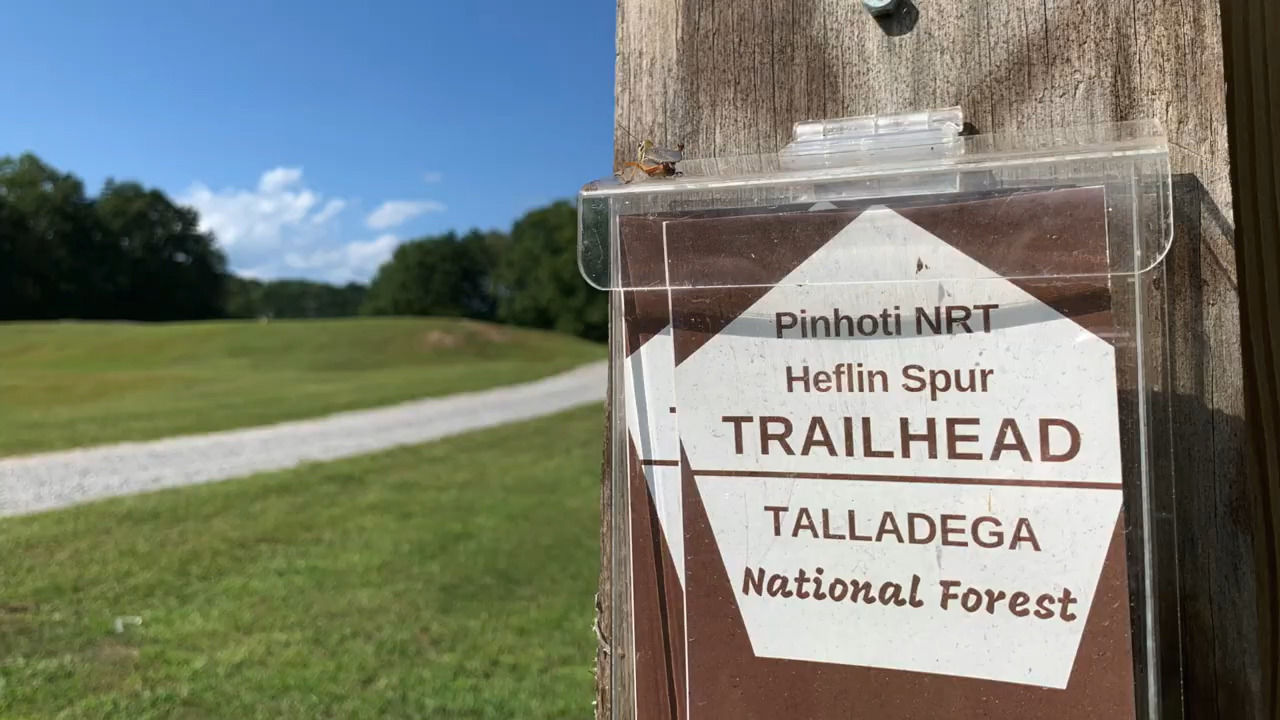 Pinhoti NRT
Heflin Spur
TRAILHEAD
TALLADEGA
National Forest